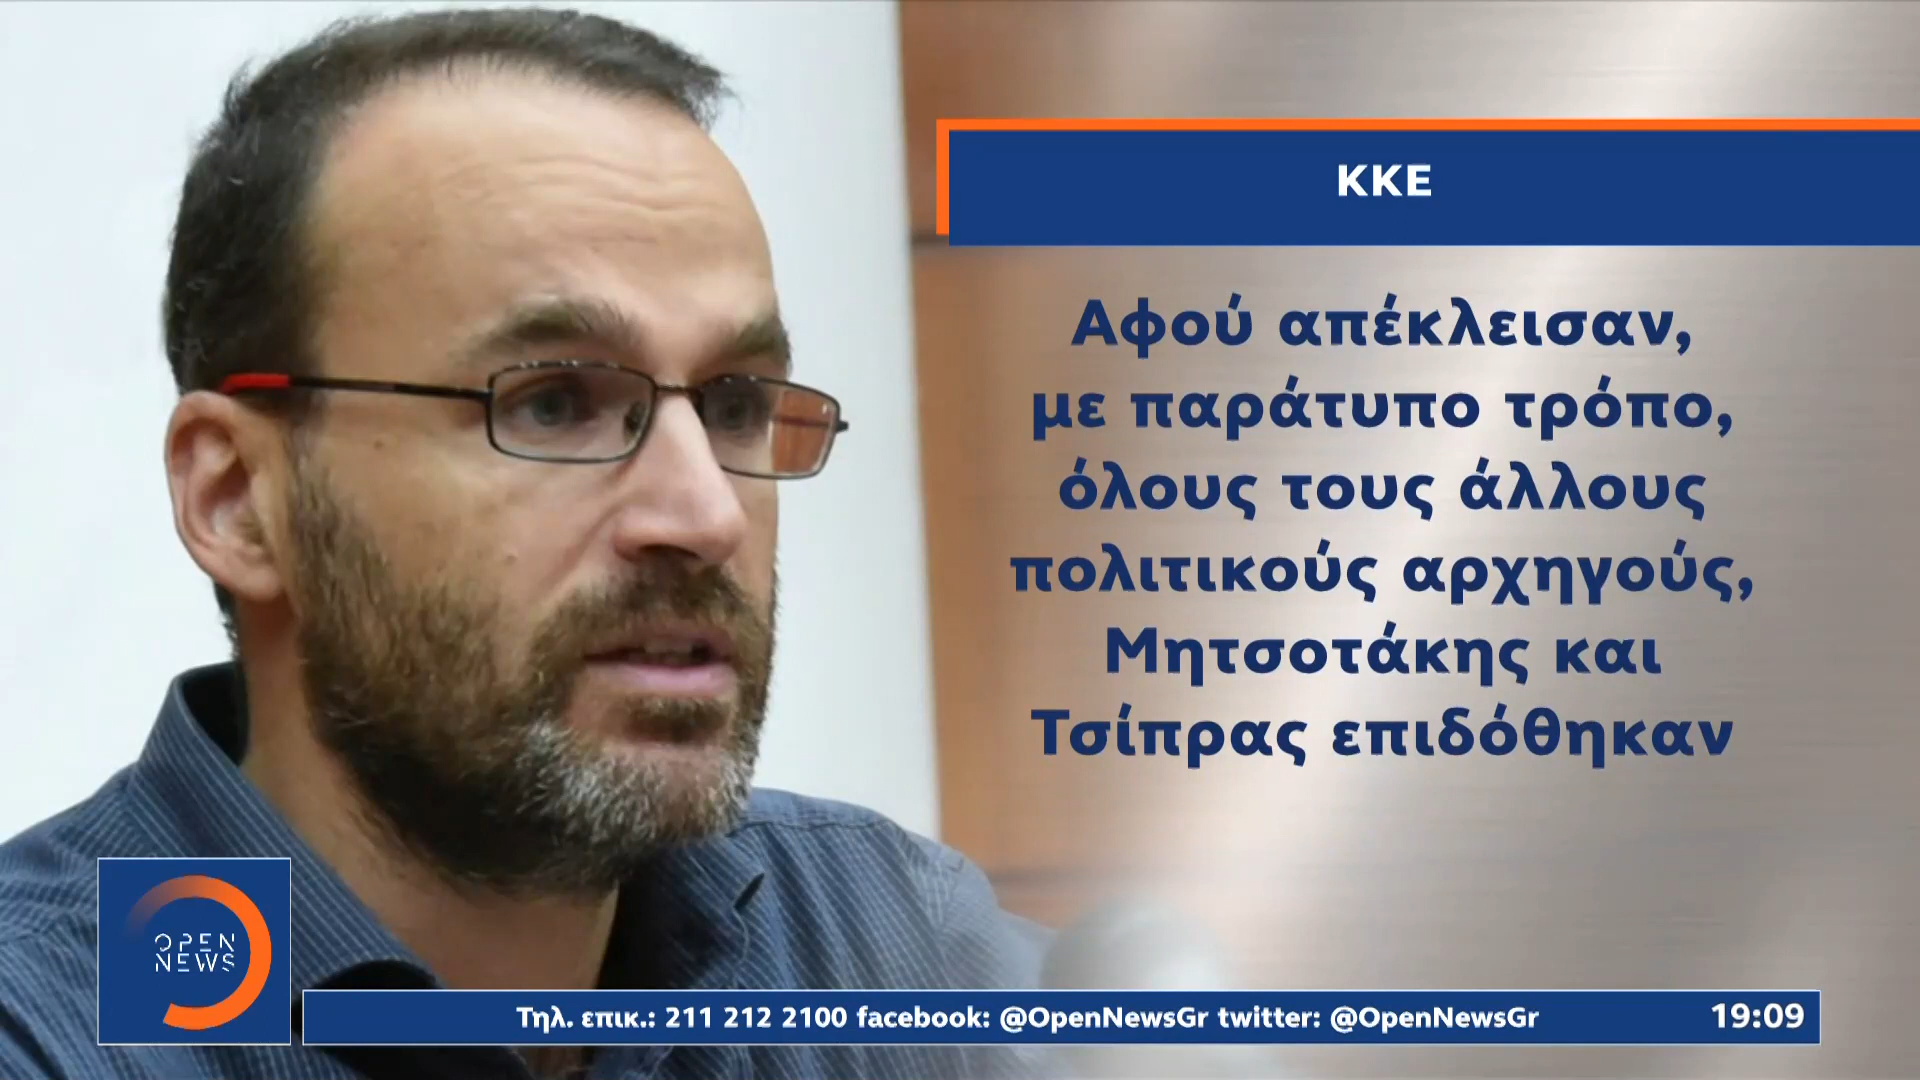 ΚΚΕ
Αφού απέκλεισαν,
με παράτυπο τρόπο,
όλους τους άλλους
πολιτικούς αρχηγούς,
Μητσοτάκης και
Τσίπρας επιδόθηκαν
OPEN
NEWS
Τηλ. επικ.: 211 212 2100 facebook: @OpenNewsGr twitter: @OpenNewsGr
19:09